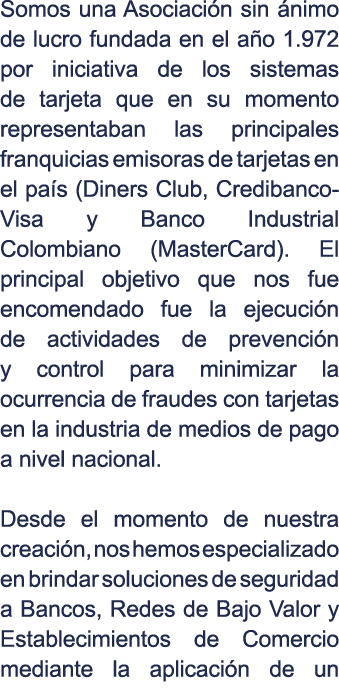 Somos una Asociación sin ánimo
de lucro fundada en el año 1.972
por iniciativa de los sistemas
de tarjeta que en su momento
representaban las principales
franquicias emisoras de tarjetas en
el país (Diners Club, Credibanco-
Visa y Banco Industrial
Colombiano (MasterCard). El
principal objetivo que nos fue
encomendado fue la ejecución
de actividades de prevención
y control para minimizar la
ocurrencia de fraudes con tarjetas
en la industria de medios de pago
a nivel nacional.

Desde el momento de nuestra
creación, nos hemos especializado
en brindar soluciones de seguridad
a Bancos, Redes de Bajo Valor y
Establecimientos de Comercio
mediante la aplicación de un